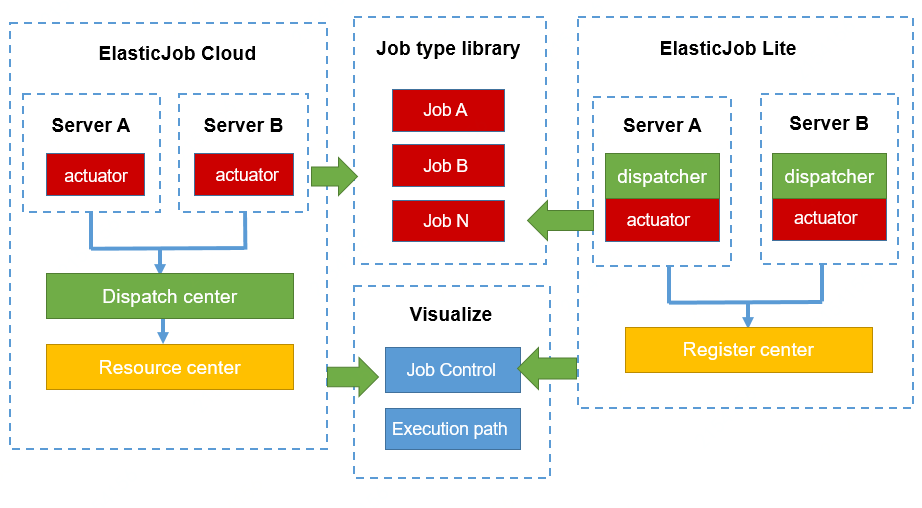 ElasticJob Cloud
Server A
actuator
Server B
actuator
Dispatch center
Resource center
Job type library
Job A
Job B
Job N
Visualize
Job Control
Execution path
ElasticJob Lite
Server A
dispatcher
actuator
Server B
dispatcher
actuator
Register center